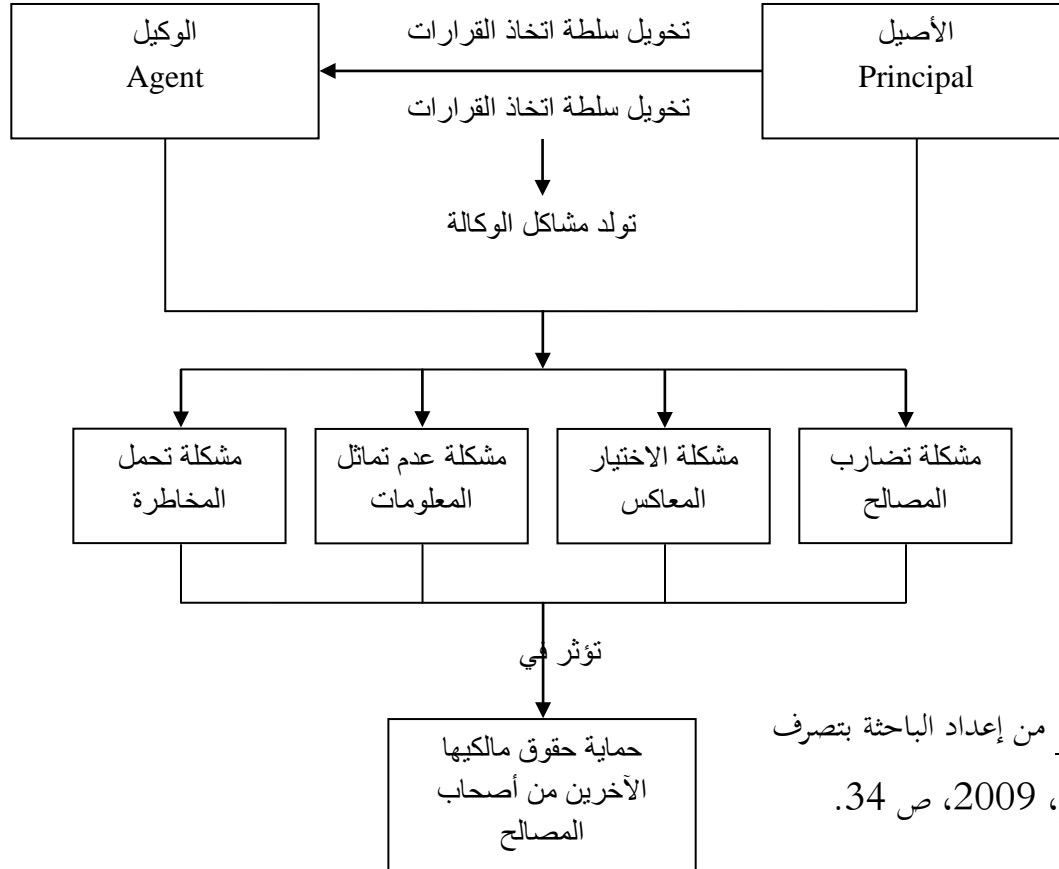 الأصيل
Principal
تخويل سلطة اتخاذ القرارات
الوكيل
Agent
تخويل سلطة اتخاذ القرارات
تولد مشاكل الوكالة
مشكلة تضارب
المصالح
مشكلة الاختيار
المعاكس
مشكلة عدم تماثل
المعلومات
مشكلة تحمل
المخاطرة
تؤثر في
حماية حقوق مالكيها
الآخرين من أصحاب
المصالح
من إعداد الباحثة بتصرف
، 2009، ص 34.